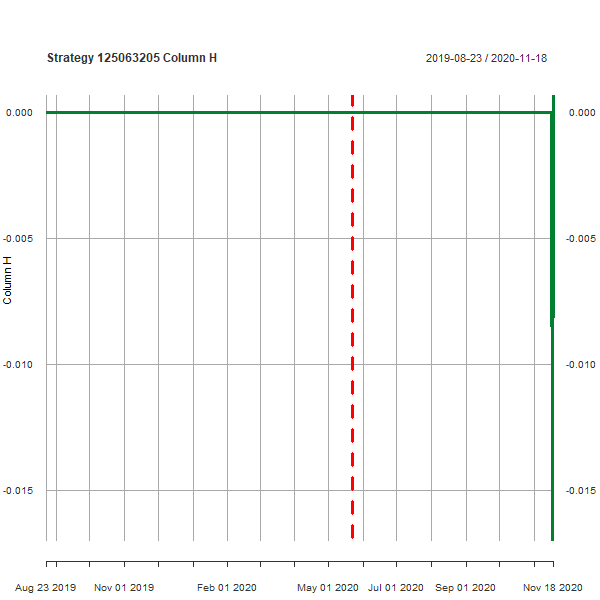 Strategy 125063205 Column H
2019-08-23 / 2020-11-18
0.000 0.000
-0.005 -0.005
Column H
-0.010 -0.010
-0.015 -0.015
Aug 23 2019 Nov 01 2019 Feb 01 2020 May 01 2020 Jul 01 2020 Sep 01 2020 Nov 18 2020